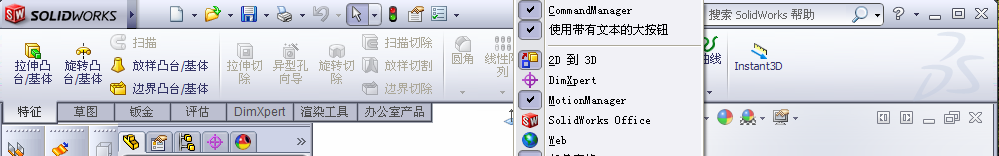 SOLIDWORKS
搜索 SolidWorks 帮助
CommandManager
使用带有文本的大按钮
2D 到 3D
DimXpert
MotionManager
SolidWorks Office
Web
拉伸凸台/基体
旋转凸台/基体
扫描
放样凸台/基体
边界凸台/基体
拉伸切除
异型孔向导
旋转切除
扫描切除
放样切割
边界切除
圆角
线性阵列
Instant3D
特征
草图
钣金
评估
DimXpert
渲染工具
办公室产品